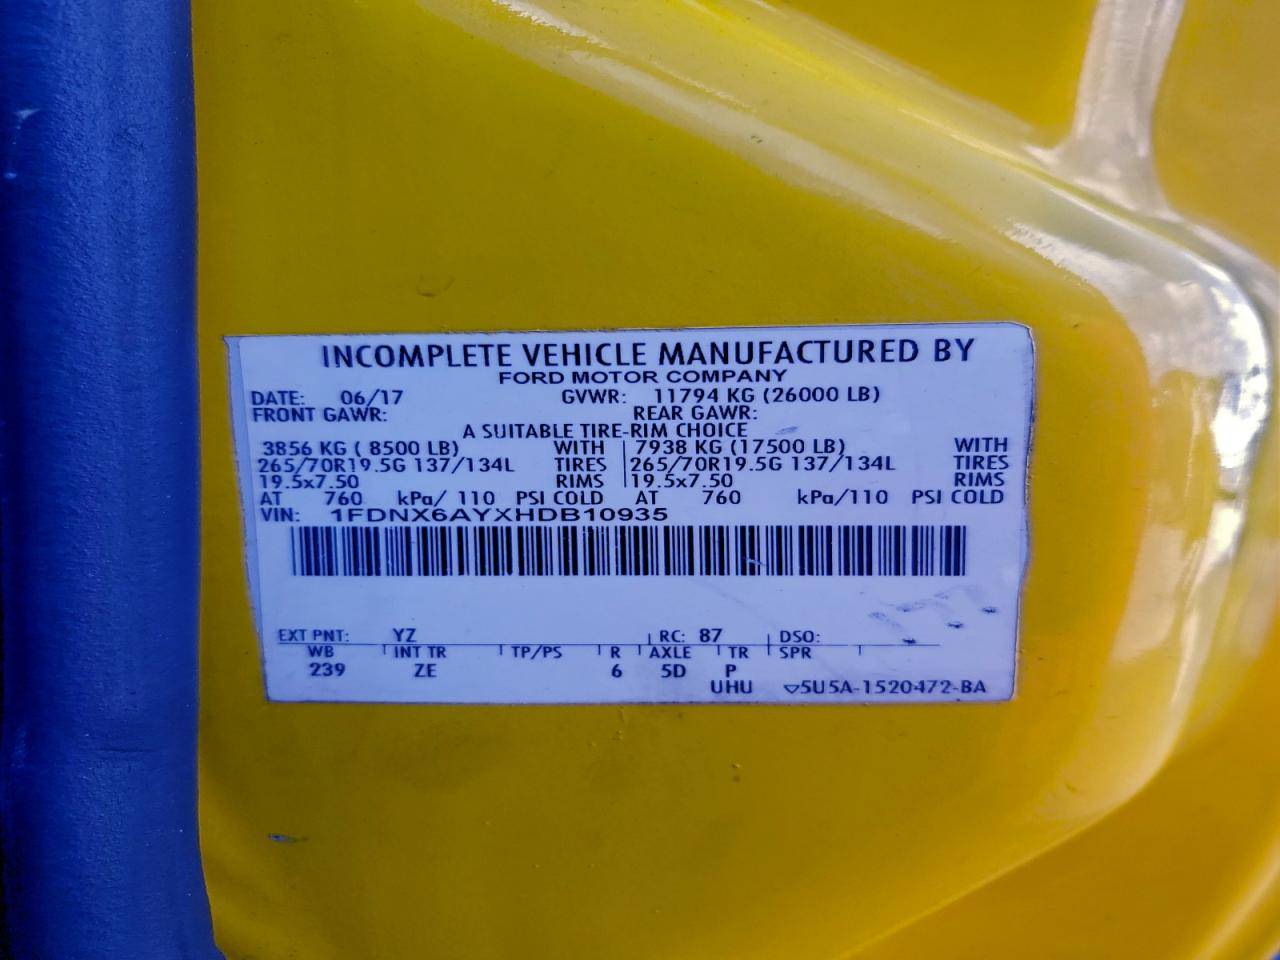 INCOMPLETE VEHICLE MANUFACTURED BY
FORD MOTOR COMPANY
DATE: 06/17 GVWR: 11794 KG (26000 LB)
FRONT GAWR: REAR GAWR:
A SUITABLE TIRE-RIM CHOICE
3856 KG ( 8500 LB) WITH 7938 KG (17500 LB) WITH
265/70R19.5G 137/134L TIRES 265/70R19.5G 137/134L TIRES
19.5x7.50 RIMS 19.5x7.50 RIMS
AT 760 kPa/ 110 PSI COLD AT 760 kPa/110 PSI COLD
VIN: 1FDNX6AYXHDB10935
EXT PNT: YZ RC: 87 DSO:
WB INT TR TP/PS R AXLE TR SPR
239 ZE 6 5D P
UHU ▽5U5A-1520472-BA